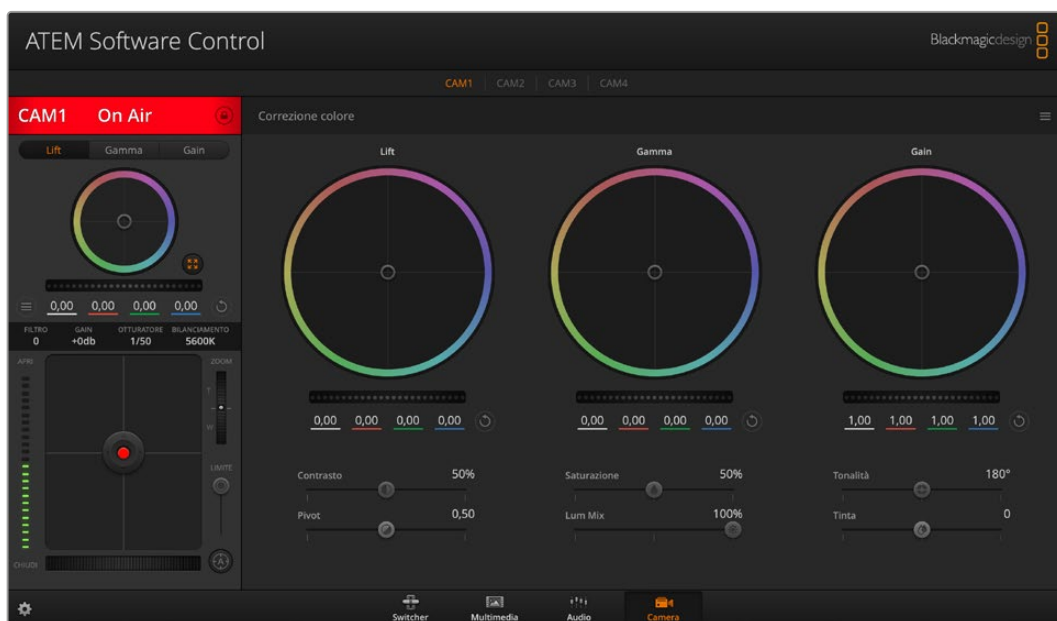 ATEM Software Control
Blackmagicdesign
CAM1 CAM2 CAM3 CAM4
CAM1 On Air
Correzione colore
Lift Gamma Gain
Lift Gamma Gain
0,00 0,00 0,00 0,00
FILTRO GAIN OTTURATORE BILANCIAMENTO
0 +0db 1/50 5600K
APRI ZOOM
T
W
LIMITE
CHIUDI
A
0,00 0,00 0,00 0,00
0,00 0,00 0,00 0,00
1,00 1,00 1,00 1,00
Contrasto 50%
Saturazione 50%
Tonalità 180°
Pivot 0,50
Lum Mix 100%
Tinta 0
Switcher Multimedia Audio Camera